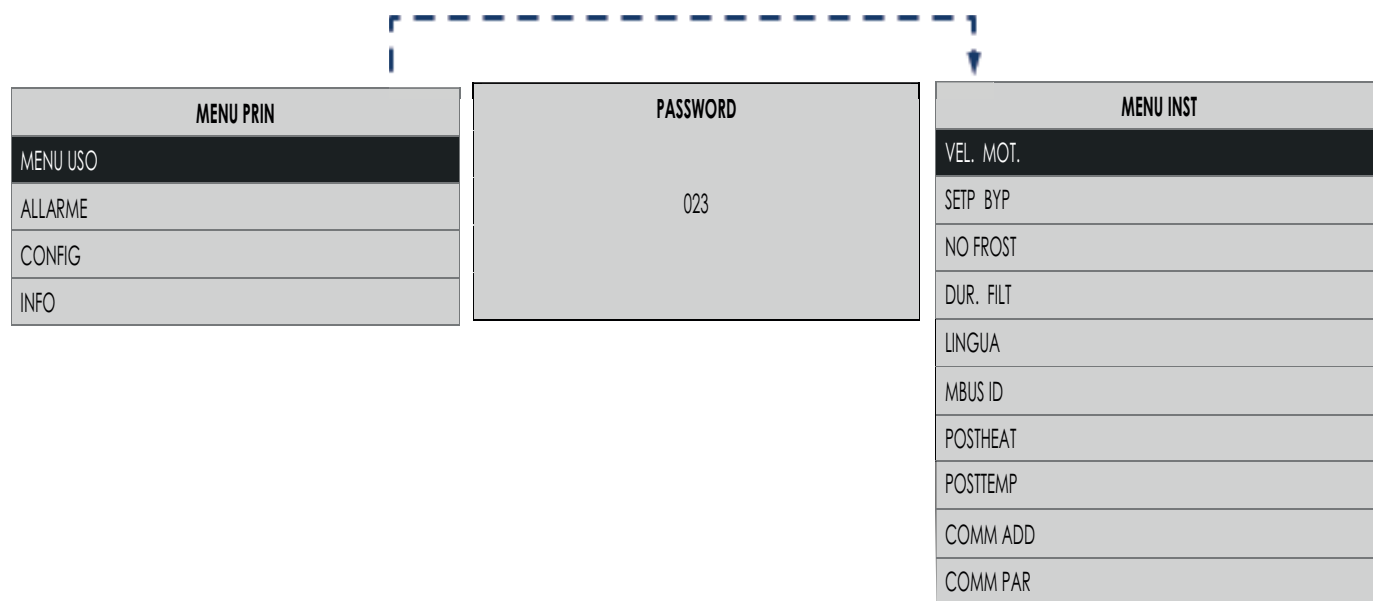 MENU PRIN
MENU USO
ALLARME
CONFIG
INFO
PASSWORD
023
MENU INST
VEL. MOT.
SETP BYP
NO FROST
DUR. FILT
LINGUA
MBUS ID
POSTHEAT
POSTTEMP
COMM ADD
COMM PAR